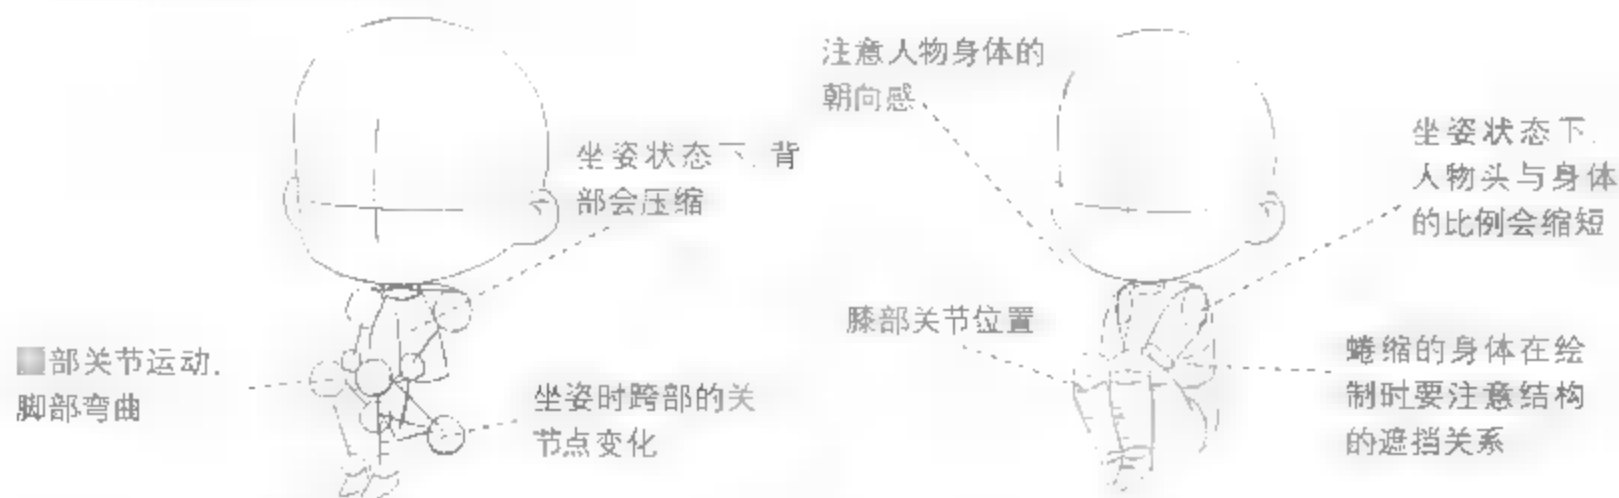 坐姿状态下,背
部会压缩
部关节运动,
脚部弯曲
坐姿时跨部的关
节点变化
注意人物身体的
朝向感
坐姿状态下,
人物头与身体
的比例会缩短
膝部关节位置
蜷缩的身体在绘
制时要注意结构
的遮挡关系